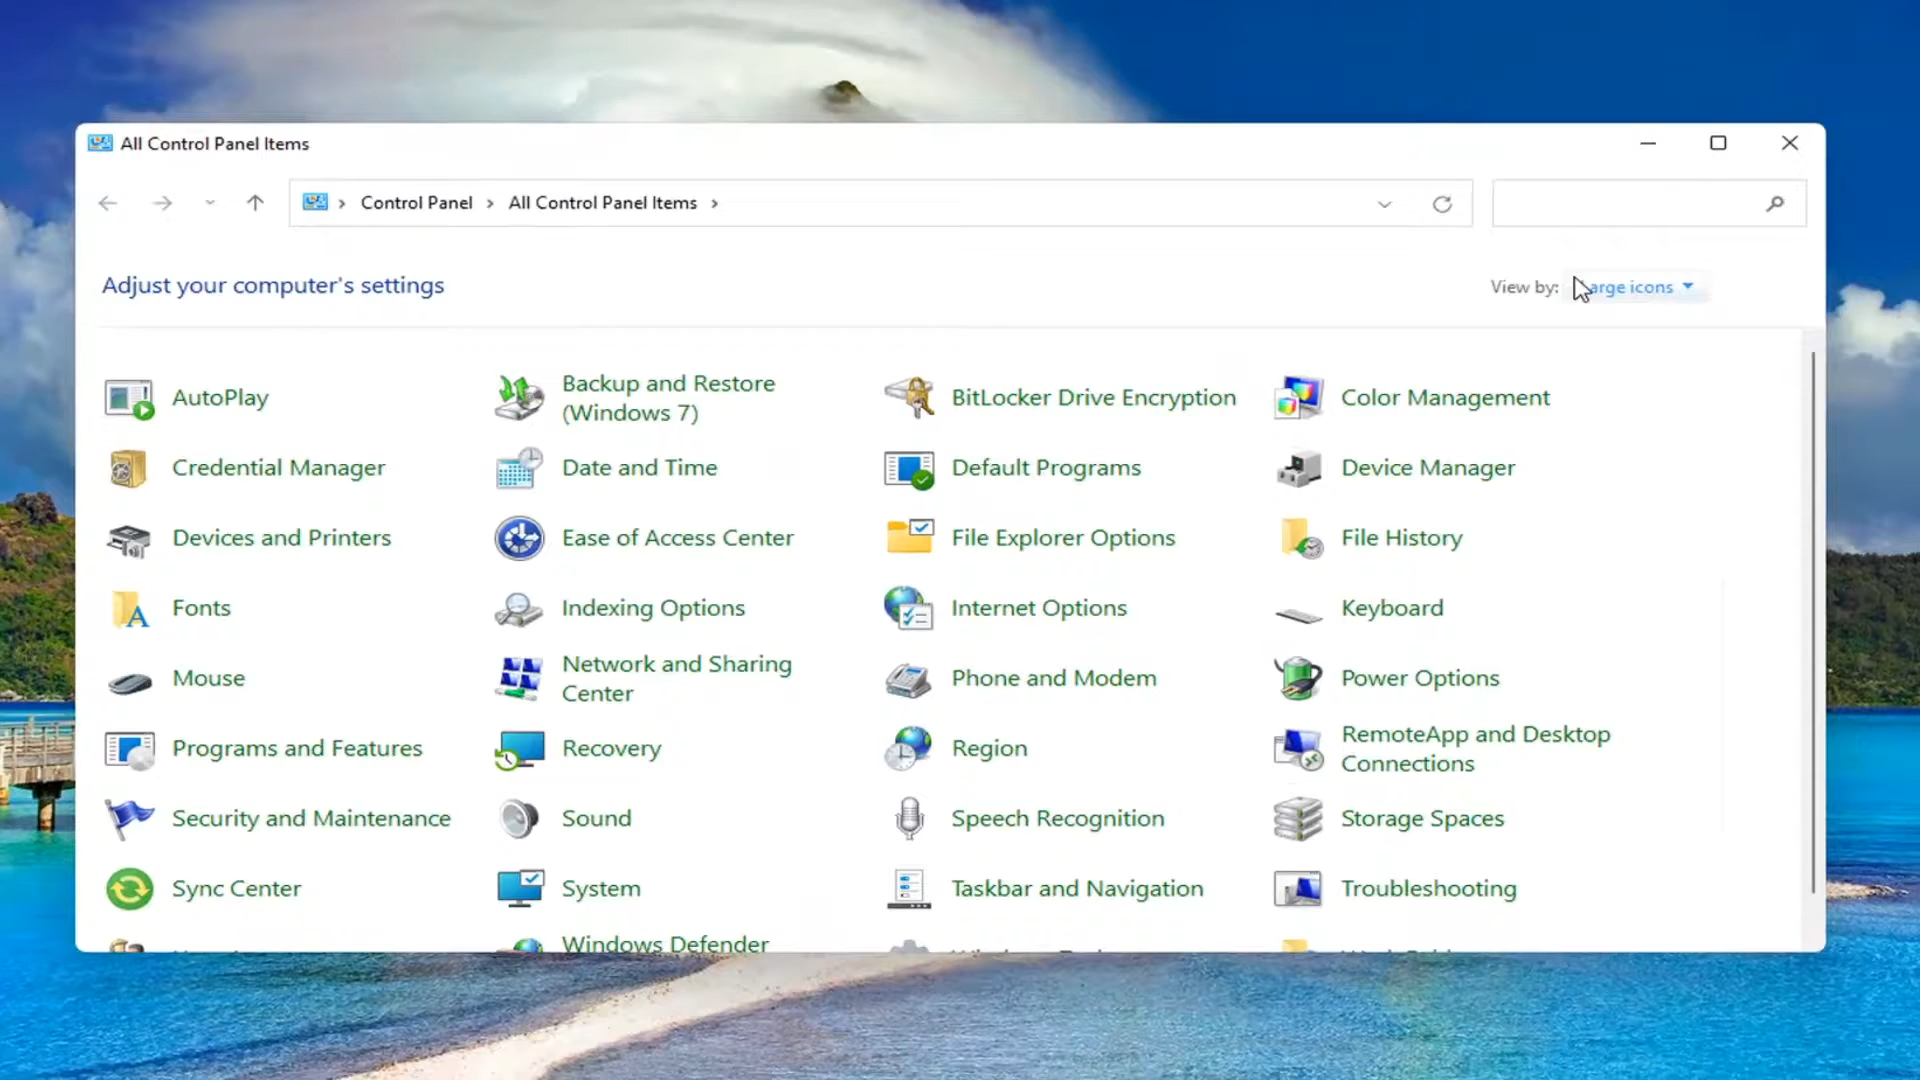 All Control Panel Items
Control Panel
All Control Panel Items
Adjust your computer's settings
View by:
icons
AutoPlay
Backup and Restore
(Windows 7)
BitLocker Drive Encryption
Color Management
Credential Manager
Date and Time
Default Programs
Device Manager
Devices and Printers
Ease of Access Center
File Explorer Options
File History
Fonts
Indexing Options
Internet Options
Keyboard
Mouse
Network and Sharing
Center
Phone and Modem
Power Options
Programs and Features
Recovery
Region
RemoteApp and Desktop
Connections
Security and Maintenance
Sound
Speech Recognition
Storage Spaces
Sync Center
System
Taskbar and Navigation
Troubleshooting
Windows Defender